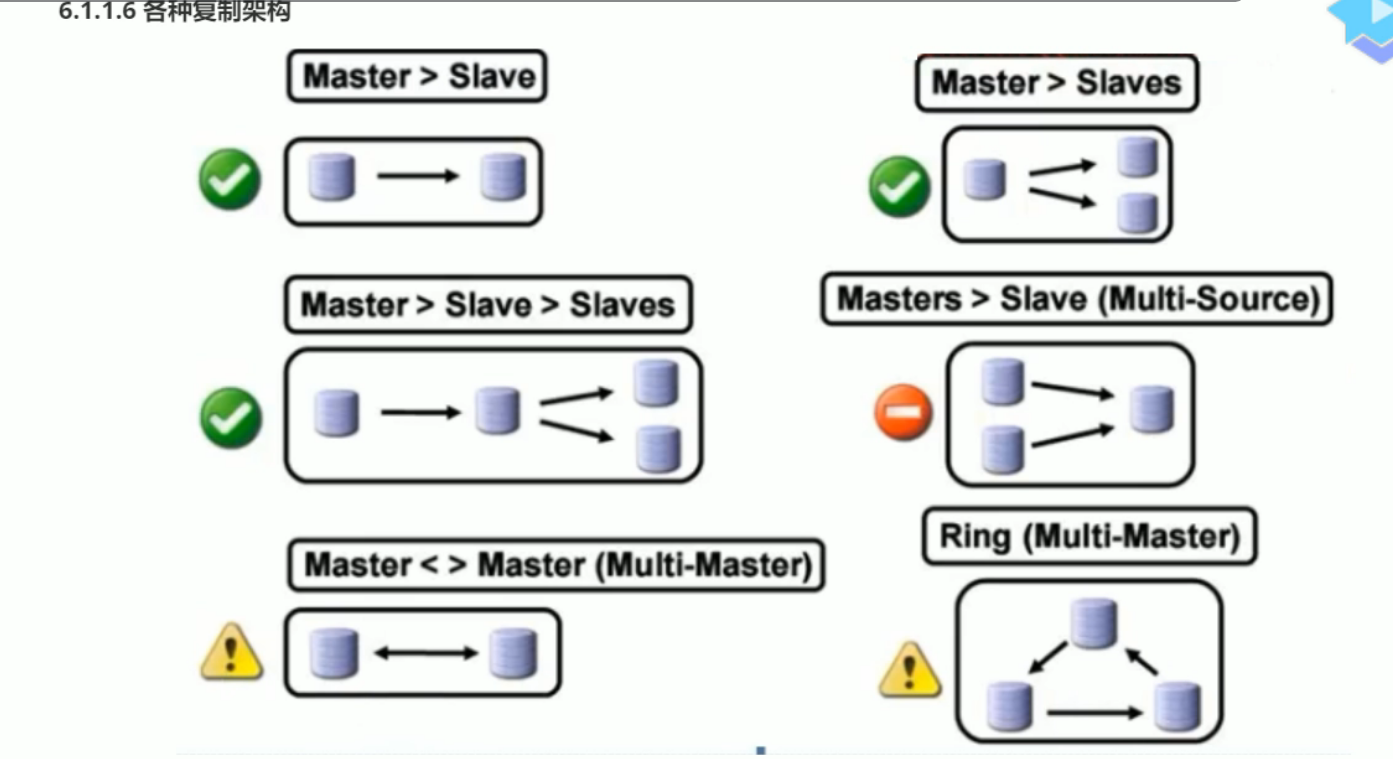 6.1.1.6 各种复制架构
Master > Slave
Master > Slaves
Master > Slave > Slaves
Masters > Slave (Multi-Source)
Master < > Master (Multi-Master)
Ring (Multi-Master)